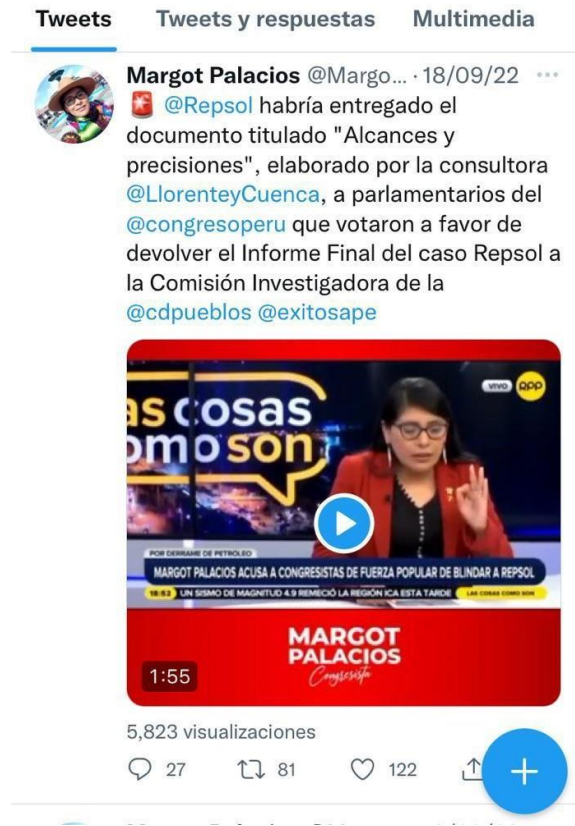 Tweets Tweets y respuestas Multimedia
Margot Palacios @Margo... · 18/09/22 ...
🚨 @Repsol habría entregado el
documento titulado "Alcances y
precisiones", elaborado por la consultora
@LlorenteyCuenca, a parlamentarios del
@congresoperu que votaron a favor de
devolver el Informe Final del caso Repsol a
la Comisión Investigadora de la
@cdpueblos @exitosape
as cosas
omo son
VIVO RPP
POR DERRAME DE PETRÓLEO
MARGOT PALACIOS ACUSA A CONGRESISTAS DE FUERZA POPULAR DE BLINDAR A REPSOL
18:52 UN SISMO DE MAGNITUD 4.9 REMECIÓ LA REGIÓN ICA ESTA TARDE LAS COSAS COMO SON
MARGOT
PALACIOS
Congresista
1:55
5,823 visualizaciones
27 81 122